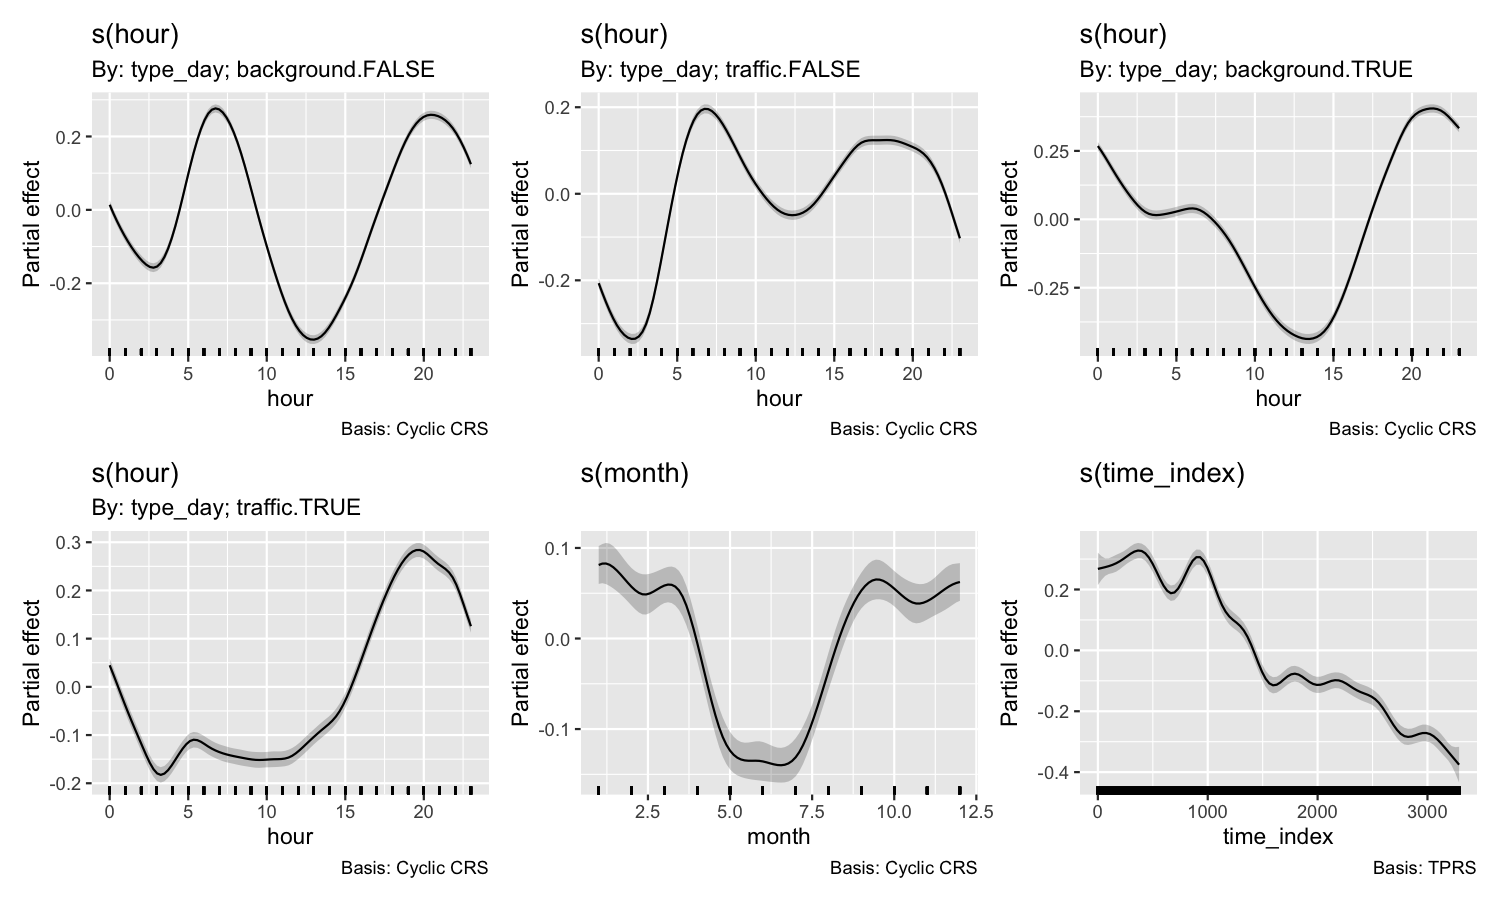 s(hour)
By: type_day; background.FALSE
Partial effect
0.2
0.0
-0.2
0 5 10 15 20
hour
Basis: Cyclic CRS
s(hour)
By: type_day; traffic.FALSE
Partial effect
0.2
0.0
-0.2
0 5 10 15 20
hour
Basis: Cyclic CRS
s(hour)
By: type_day; background.TRUE
Partial effect
0.25
0.00
-0.25
0 5 10 15 20
hour
Basis: Cyclic CRS
s(hour)
By: type_day; traffic.TRUE
Partial effect
0.3
0.2
0.1
0.0
-0.1
-0.2
0 5 10 15 20
hour
Basis: Cyclic CRS
s(month)
Partial effect
0.1
0.0
-0.1
2.5 5.0 7.5 10.0 12.5
month
Basis: Cyclic CRS
s(time_index)
Partial effect
0.2
0.0
-0.2
-0.4
0 1000 2000 3000
time_index
Basis: TPRS